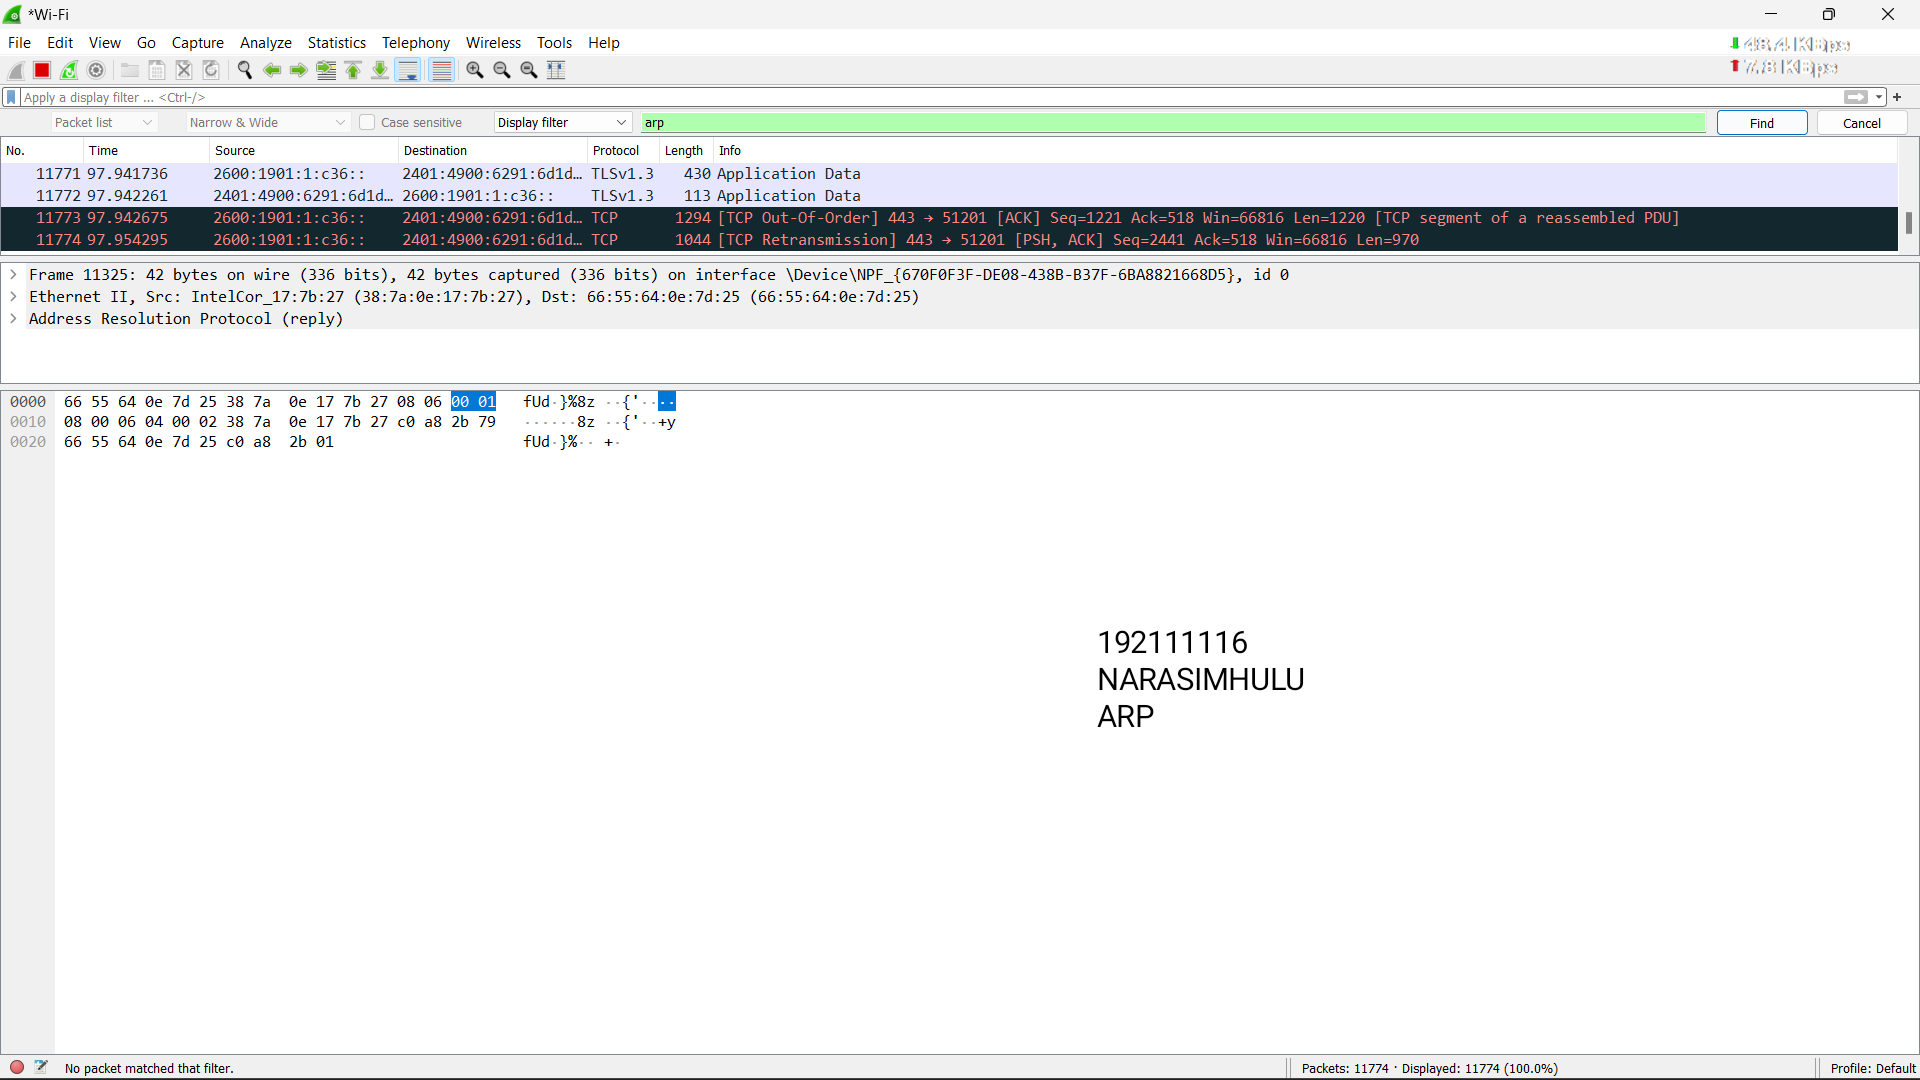 *Wi-Fi
File Edit View Go Capture Analyze Statistics Telephony Wireless Tools Help
48.4 KBps
7.8 KBps
Apply a display filter ... <Ctrl-/>
+
Packet list Narrow & Wide Case sensitive Display filter arp Find Cancel
No. Time Source Destination Protocol Length Info
11771 97.941736 2600:1901:1:c36:: 2401:4900:6291:6d1d… TLSv1.3 430 Application Data
11772 97.942261 2401:4900:6291:6d1d… 2600:1901:1:c36:: TLSv1.3 113 Application Data
11773 97.942675 2600:1901:1:c36:: 2401:4900:6291:6d1d… TCP 1294 [TCP Out-Of-Order] 443 → 51201 [ACK] Seq=1221 Ack=518 Win=66816 Len=1220 [TCP segment of a reassembled PDU]
11774 97.954295 2600:1901:1:c36:: 2401:4900:6291:6d1d… TCP 1044 [TCP Retransmission] 443 → 51201 [PSH, ACK] Seq=2441 Ack=518 Win=66816 Len=970
Frame 11325: 42 bytes on wire (336 bits), 42 bytes captured (336 bits) on interface \Device\NPF_{670F0F3F-DE08-438B-B37F-6BA8821668D5}, id 0
Ethernet II, Src: IntelCor_17:7b:27 (38:7a:0e:17:7b:27), Dst: 66:55:64:0e:7d:25 (66:55:64:0e:7d:25)
Address Resolution Protocol (reply)
0000 66 55 64 0e 7d 25 38 7a 0e 17 7b 27 08 06 00 01 fUd·}%8z ··{'····
0010 08 00 06 04 00 02 38 7a 0e 17 7b 27 c0 a8 2b 79 ······8z ··{'··+y
0020 66 55 64 0e 7d 25 c0 a8 2b 01 fUd·}%·· +·
192111116
NARASIMHULU
ARP
No packet matched that filter. Packets: 11774 · Displayed: 11774 (100.0%) Profile: Default